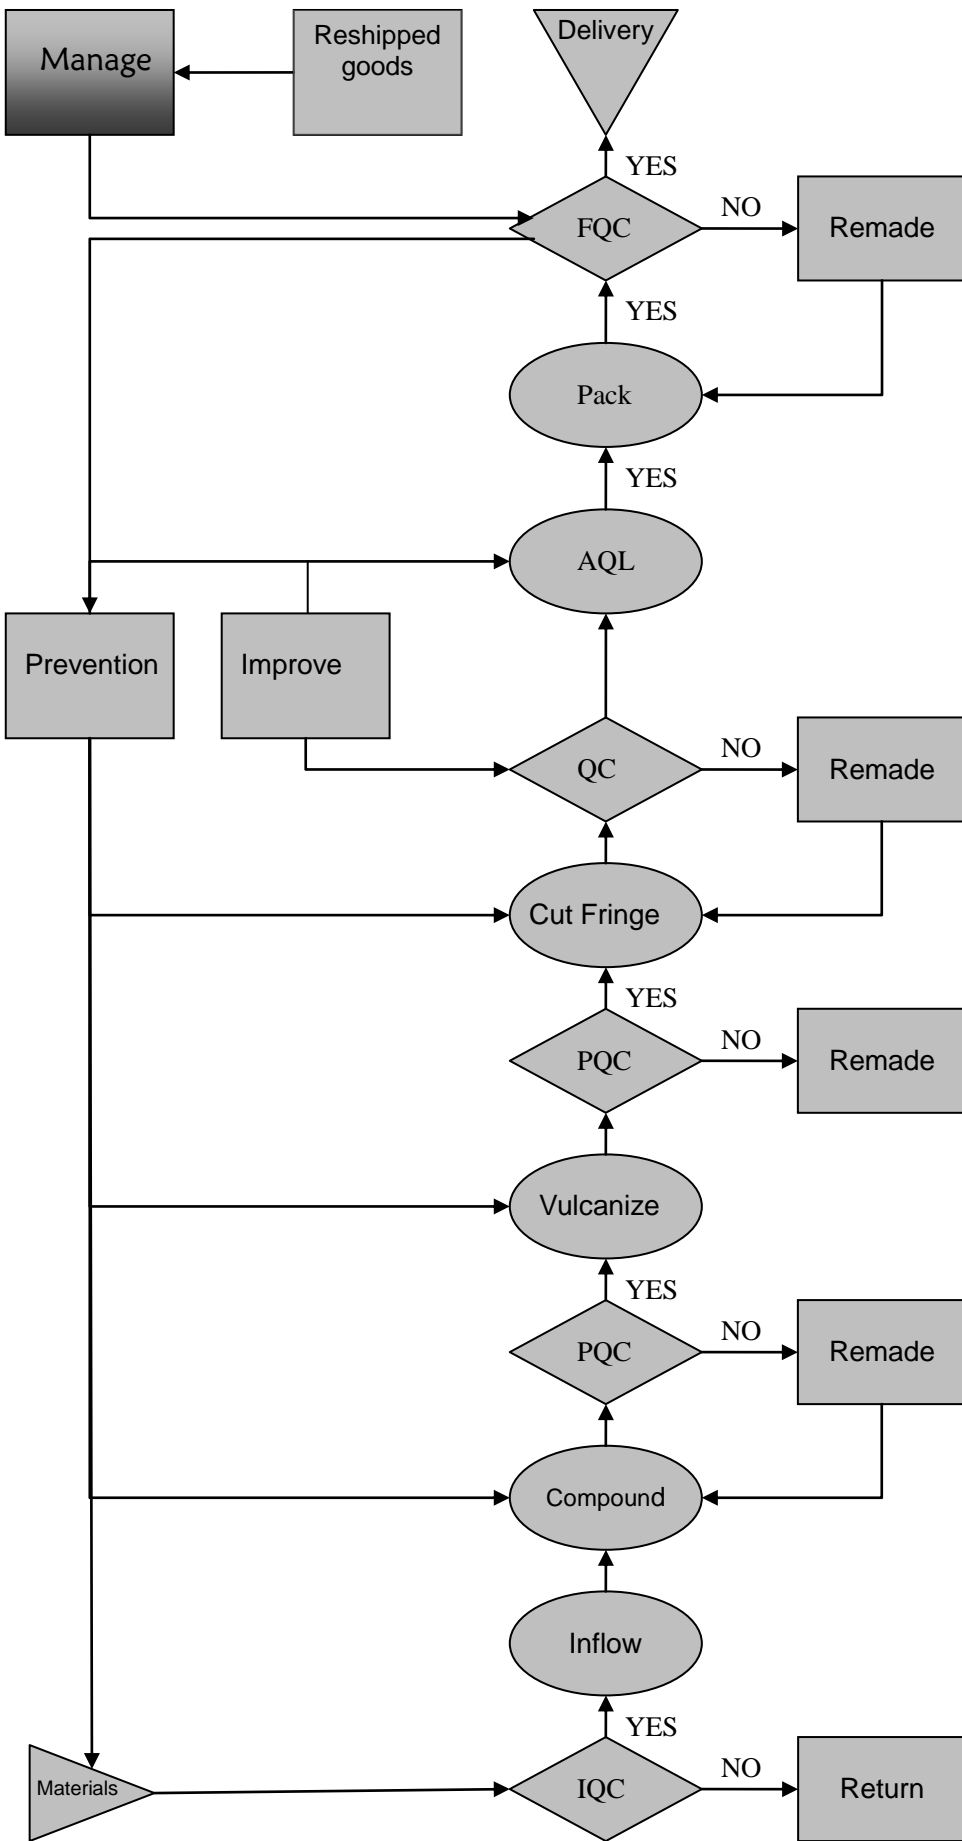 Manage
Reshipped
goods
Delivery
YES
FQC
NO
Remade
YES
Pack
YES
AQL
Prevention
Improve
QC
NO
Remade
Cut Fringe
YES
PQC
NO
Remade
Vulcanize
YES
PQC
NO
Remade
Compound
Inflow
YES
Materials
IQC
NO
Return